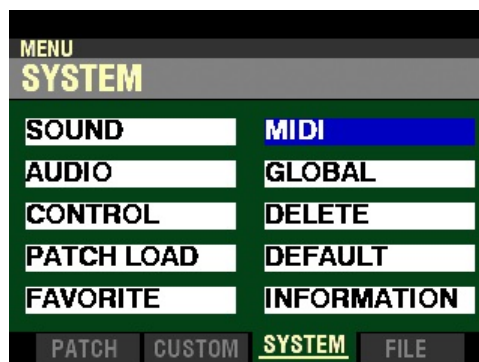 MENU
SYSTEM
SOUND
MIDI
AUDIO
GLOBAL
CONTROL
DELETE
PATCH LOAD
DEFAULT
FAVORITE
INFORMATION
PATCH CUSTOM SYSTEM FILE